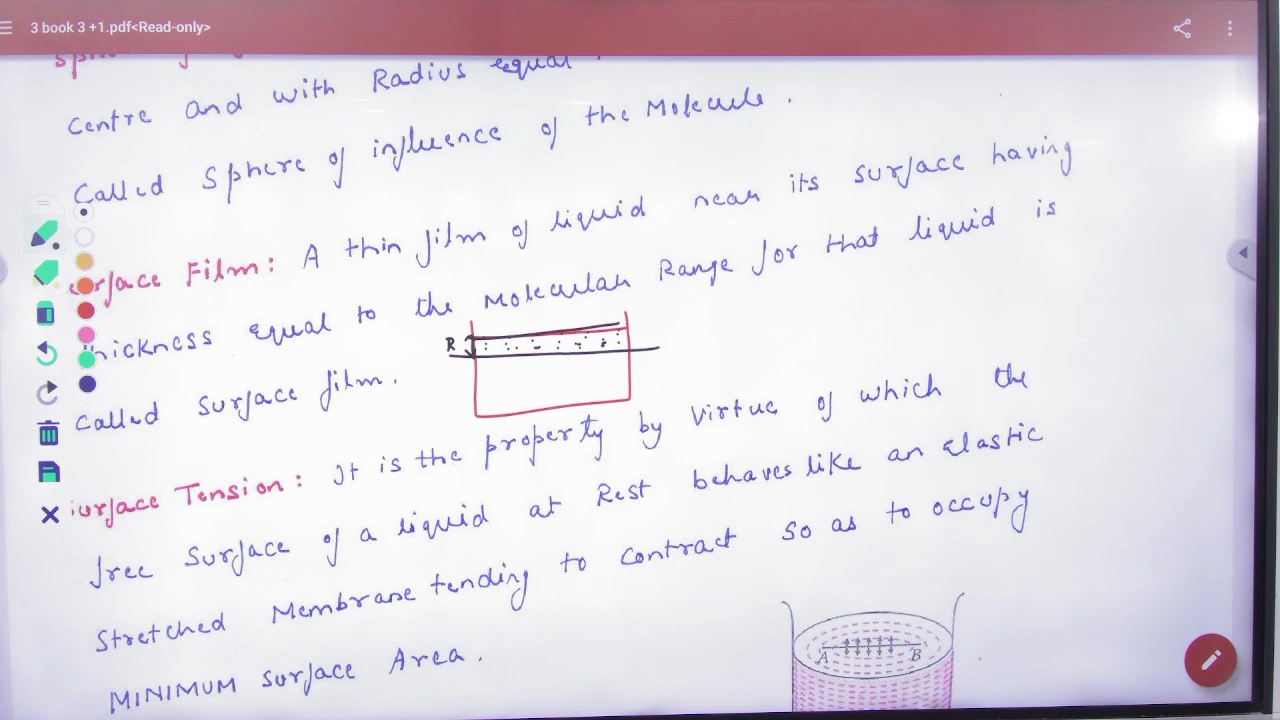 3 book 3 +1.pdf<Read-only>
Centre and with Radius equal
Called Sphere of influence of the Molecule.
urface Film: A thin film of liquid near its surface having
thickness equal to the Molecular Range for that liquid is
R
called surface film.
urface Tension: It is the property by virtue of which the
free surface of a liquid at Rest behaves like an Elastic
Stretched Membrane tending to contract so as to occupy
MINIMUM surface Area.
A B